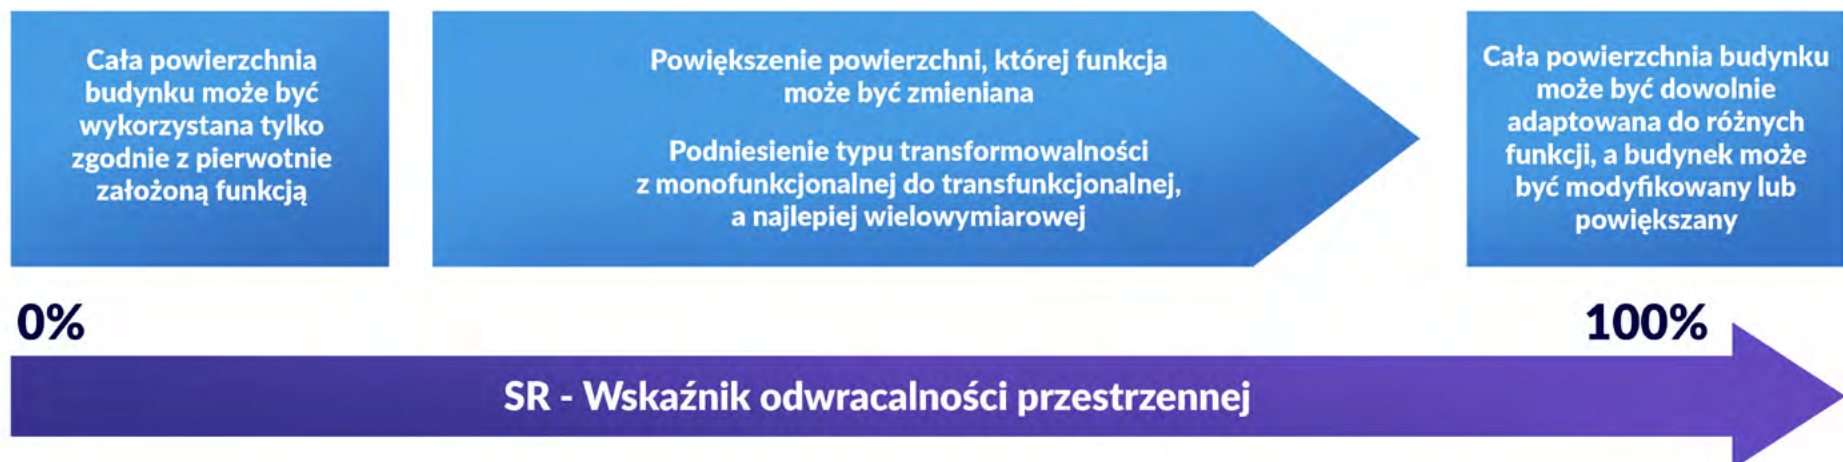 Cała powierzchnia
budynku może być
wykorzystana tylko
zgodnie z pierwotnie
założoną funkcją
Powiększenie powierzchni, której funkcja
może być zmieniana
Podniesienie typu transformowalności
z monofunkcjonalnej do transfunkcjonalnej,
a najlepiej wielowymiarowej
Cała powierzchnia budynku
może być dowolnie
adaptowana do różnych
funkcji, a budynek może
być modyfikowany lub
powiększany
0%
100%
SR - Wskaźnik odwracalności przestrzennej